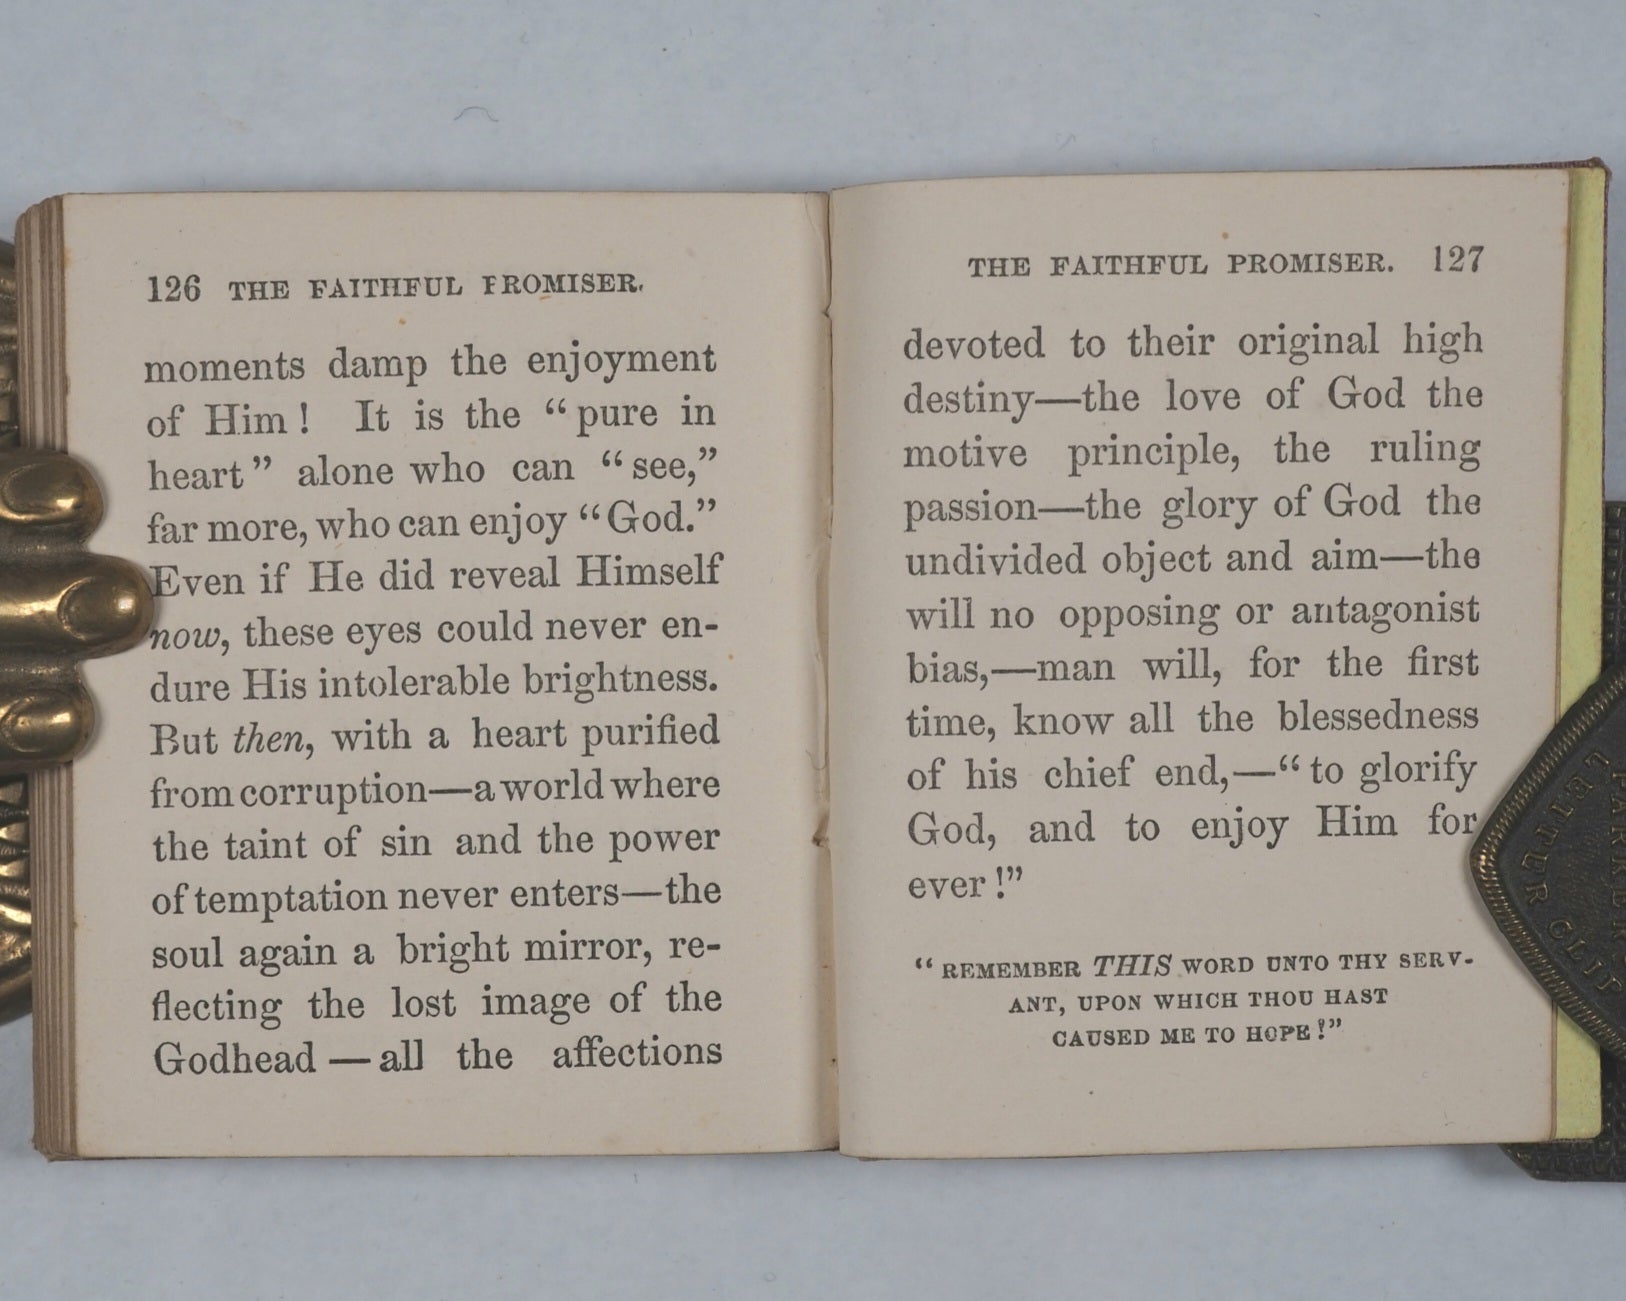 126 THE FAITHFUL PROMISER.
moments damp the enjoyment
of Him! It is the “pure in
heart” alone who can “see,”
far more, who can enjoy “God.”
Even if He did reveal Himself
now, these eyes could never en-
dure His intolerable brightness.
But then, with a heart purified
from corruption—a world where
the taint of sin and the power
of temptation never enters—the
soul again a bright mirror, re-
flecting the lost image of the
Godhead—all the affections
THE FAITHFUL PROMISER. 127
devoted to their original high
destiny—the love of God the
motive principle, the ruling
passion—the glory of God the
undivided object and aim—the
will no opposing or antagonist
bias,—man will, for the first
time, know all the blessedness
of his chief end,—“to glorify
God, and to enjoy Him for
ever!”
“REMEMBER THIS WORD UNTO THY SERV-
ANT, UPON WHICH THOU HAST
CAUSED ME TO HOPE!”
PARKER
LETTER CLIP